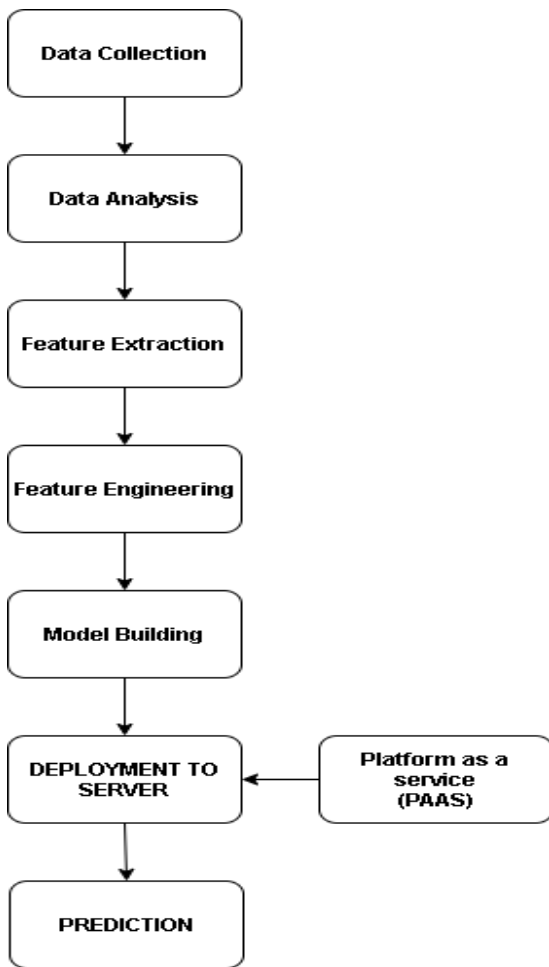 Data Collection
Data Analysis
Feature Extraction
Feature Engineering
Model Building
DEPLOYMENT TO
SERVER
Platform as a
service
(PAAS)
PREDICTION